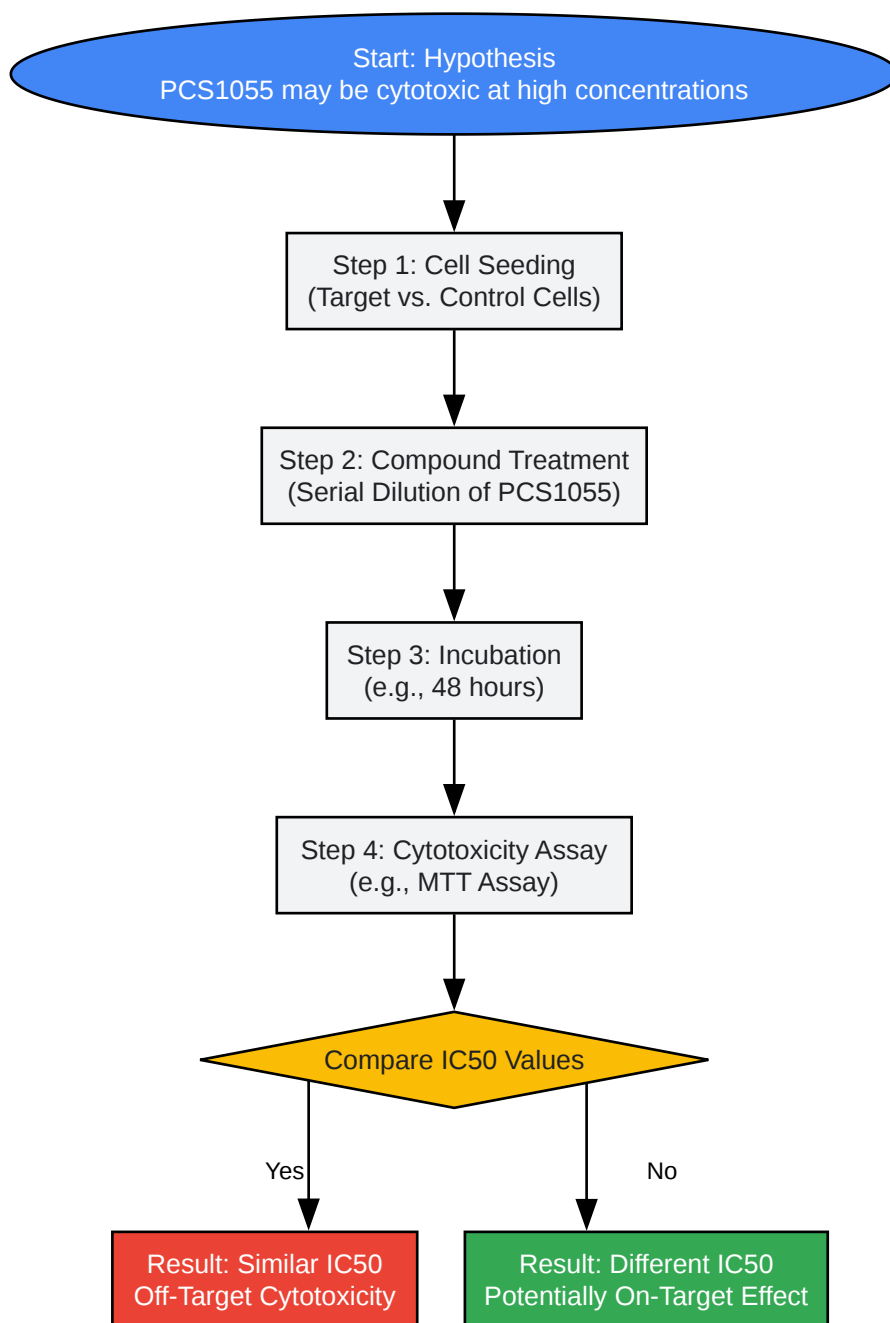 Start: Hypothesis
PCS1055 may be cytotoxic at high concentrations
Step 1: Cell Seeding
(Target vs. Control Cells)
Step 2: Compound Treatment
(Serial Dilution of PCS1055)
Step 3: Incubation
(e.g., 48 hours)
Step 4: Cytotoxicity Assay
(e.g., MTT Assay)
Compare IC50 Values
Yes
No
Result: Similar IC50
Off-Target Cytotoxicity
Result: Different IC50
Potentially On-Target Effect